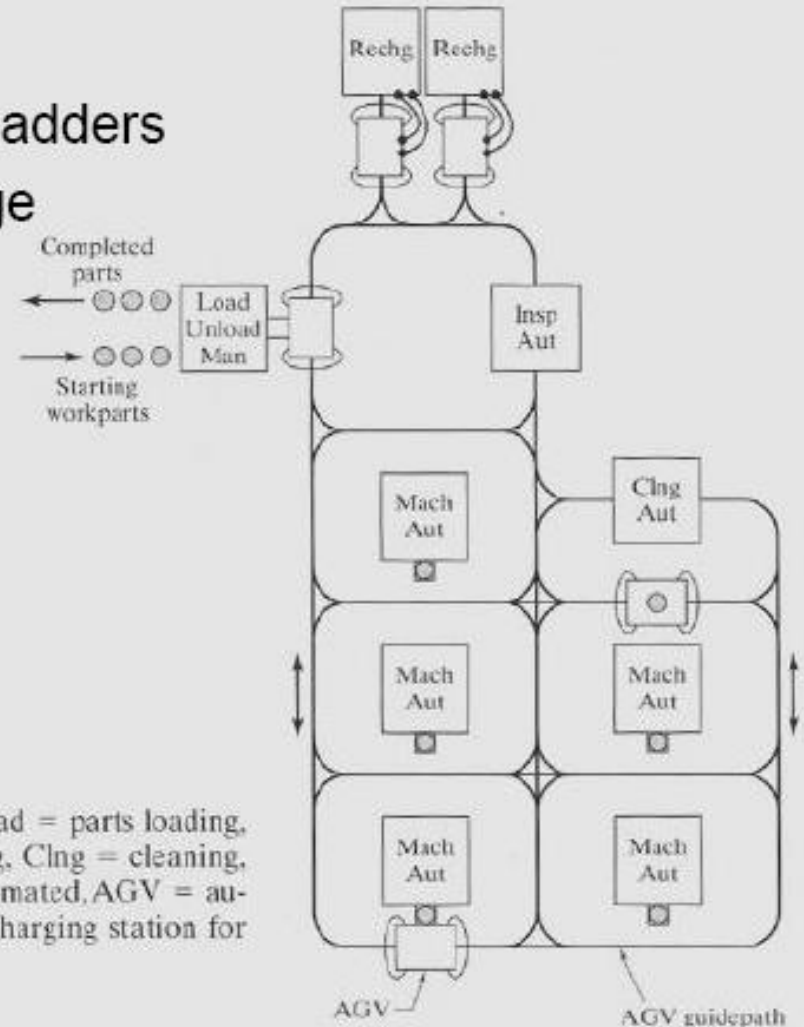 adders
ge
Rechg
Rechg
Completed
parts
Load
Unload
Man
Starting
workparts
Insp
Aut
Mach
Aut
Clng
Aut
Mach
Aut
Mach
Aut
Mach
Aut
Mach
Aut
ad = parts loading,
g, Clng = cleaning,
mated, AGV = au-
charging station for
AGV
AGV guidepath